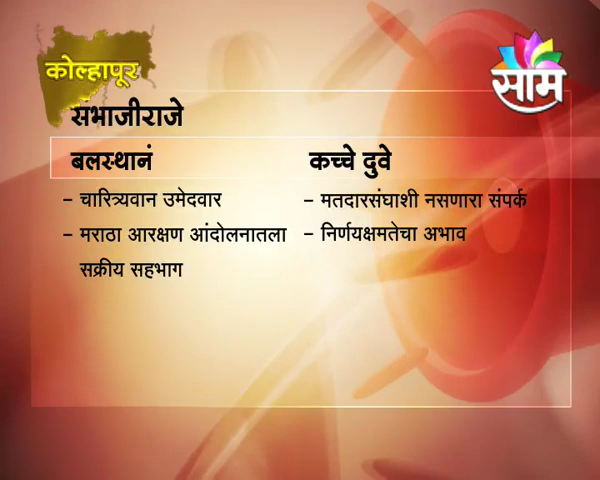 कोल्हापूर
साम
संभाजीराजे
बलस्थानं
- चारित्र्यवान उमेदवार
- मराठा आरक्षण आंदोलनातला
सक्रीय सहभाग
कच्चे दुवे
- मतदारसंघाशी नसणारा संपर्क
- निर्णयक्षमतेचा अभाव